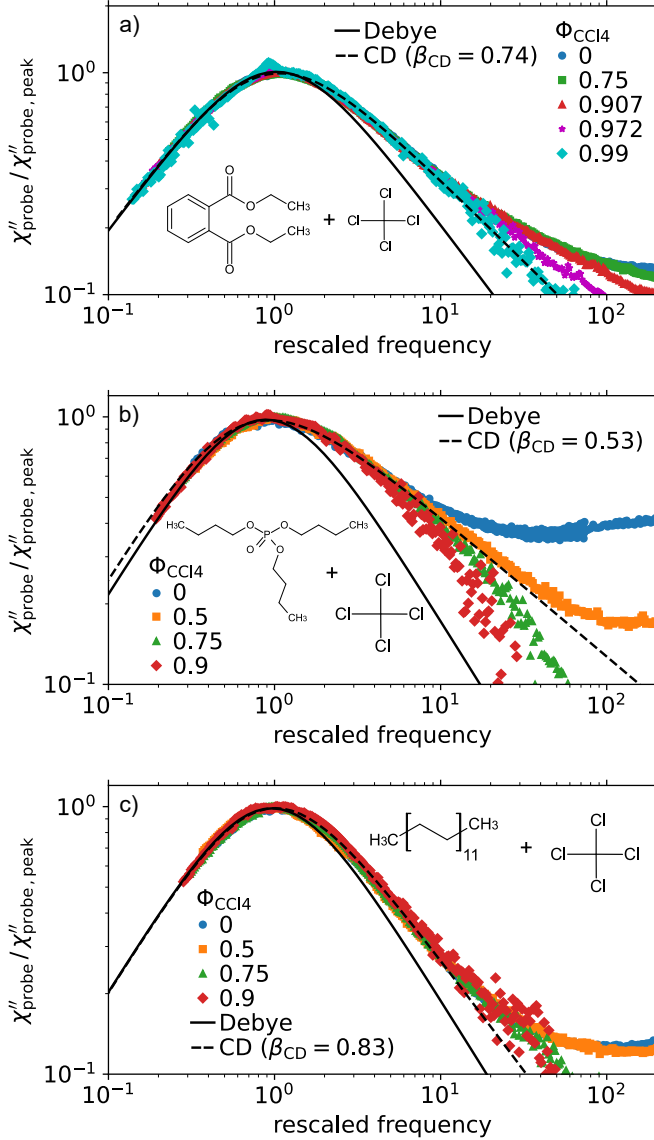 a)
Debye
CD (β_CD = 0.74)
Φ_CCl4
0
0.75
0.907
0.972
0.99
O
O
CH3
O
CH3
O
+
Cl
Cl
Cl
Cl
χ″_probe / χ″_probe, peak
10^0
10^−1
10^−1
10^0
10^1
10^2
rescaled frequency
b)
Debye
CD (β_CD = 0.53)
H3C
O
P
O
O
O
CH3
CH3
+
Cl
Cl
Cl
Cl
Φ_CCl4
0
0.5
0.75
0.9
χ″_probe / χ″_probe, peak
10^0
10^−1
10^−1
10^0
10^1
10^2
rescaled frequency
c)
H3C
CH3
11
+
Cl
Cl
Cl
Cl
Φ_CCl4
0
0.5
0.75
0.9
Debye
CD (β_CD = 0.83)
χ″_probe / χ″_probe, peak
10^0
10^−1
10^−1
10^0
10^1
10^2
rescaled frequency